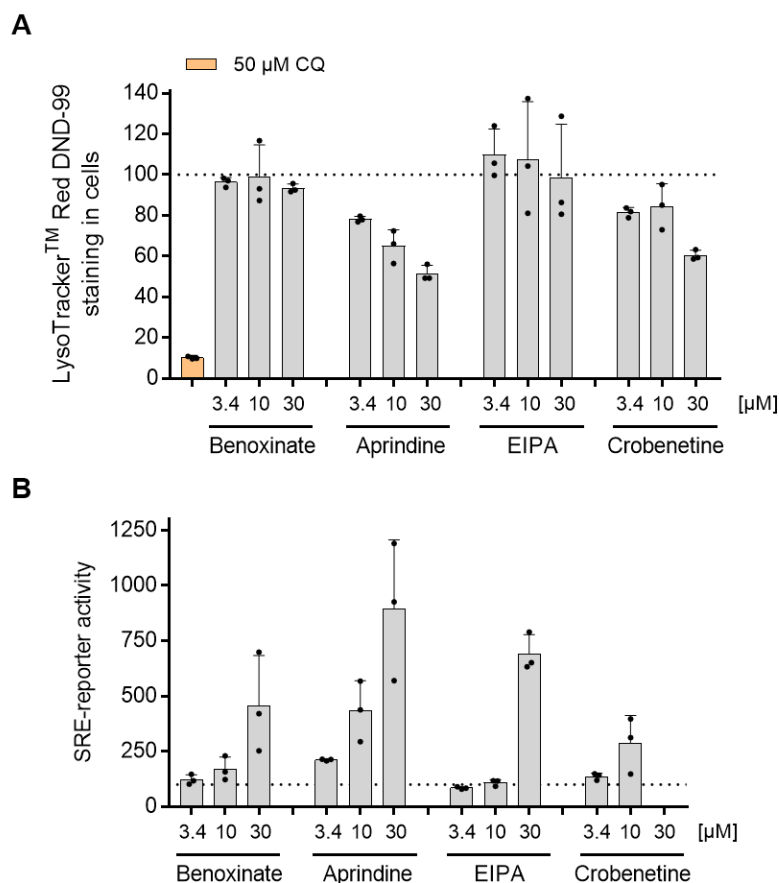 A
50 µM CQ
LysoTracker™ Red DND-99
staining in cells
140
120
100
80
60
40
20
0
3.4 10 30 3.4 10 30 3.4 10 30 3.4 10 30 [µM]
Benoxinate Aprindine EIPA Crobenetine
B
SRE-reporter activity
1250
1000
750
500
250
0
3.4 10 30 3.4 10 30 3.4 10 30 3.4 10 30 [µM]
Benoxinate Aprindine EIPA Crobenetine